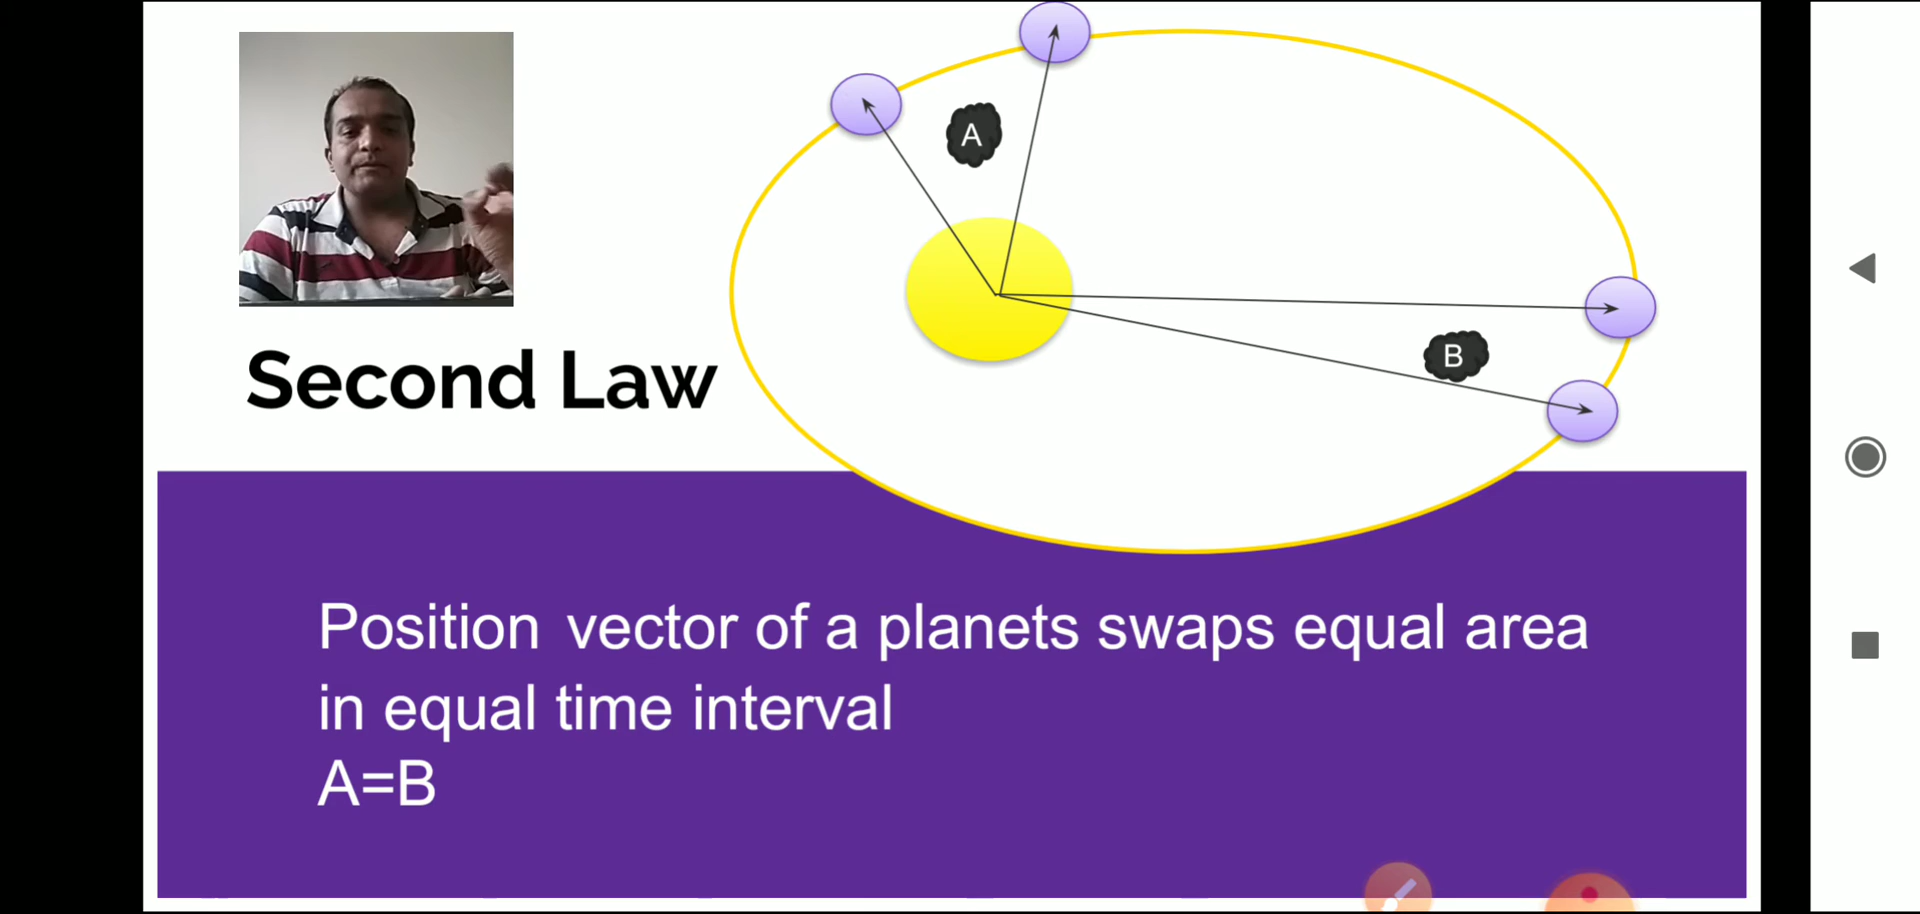 A
B
Second Law
Position vector of a planets swaps equal area
in equal time interval
A=B